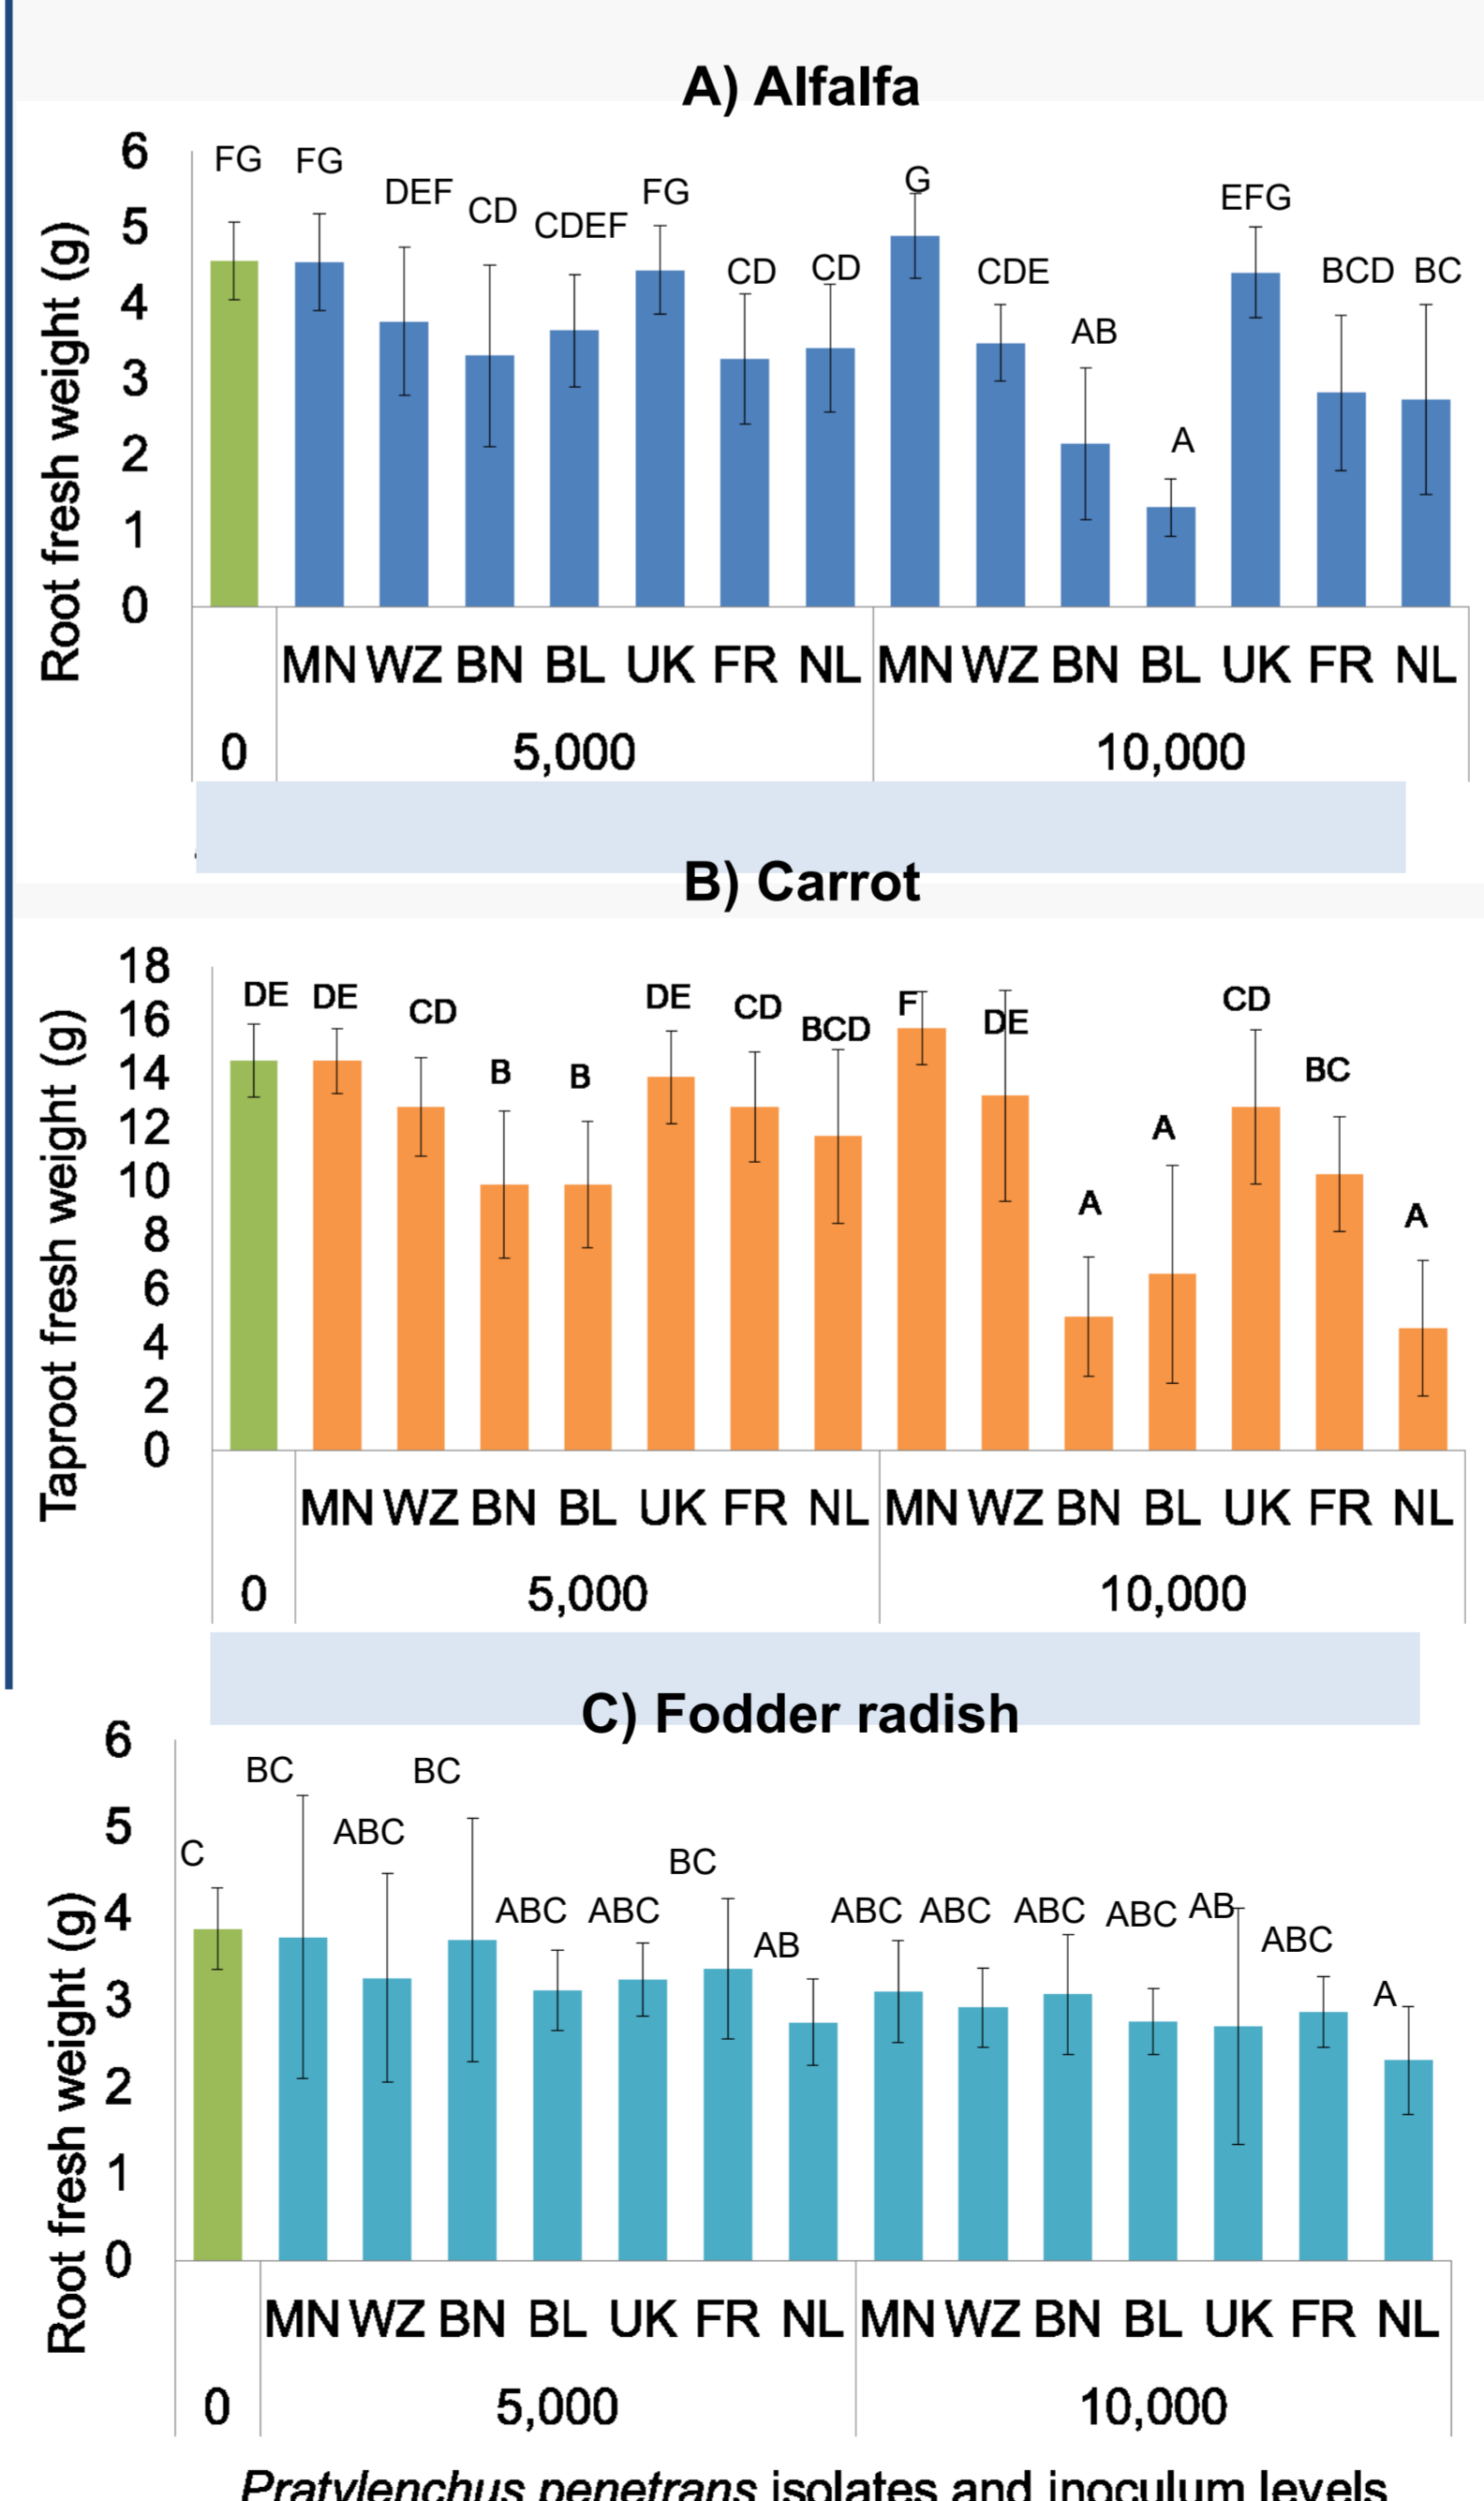 A) Alfalfa
Root fresh weight (g)
6
5
4
3
2
1
0
FG FG DEF CD CDEF FG CD CD G CDE AB A EFG BCD BC
MN WZ BN BL UK FR NL MN WZ BN BL UK FR NL
0 5,000 10,000
B) Carrot
Taproot fresh weight (g)
18
16
14
12
10
8
6
4
2
0
DE DE CD B B DE CD BCD F DE A A CD BC A
MN WZ BN BL UK FR NL MN WZ BN BL UK FR NL
0 5,000 10,000
C) Fodder radish
Root fresh weight (g)
6
5
4
3
2
1
0
C BC ABC BC ABC ABC BC AB ABC ABC ABC ABC AB ABC A
MN WZ BN BL UK FR NL MN WZ BN BL UK FR NL
0 5,000 10,000
Pratylenchus penetrans isolates and inoculum levels